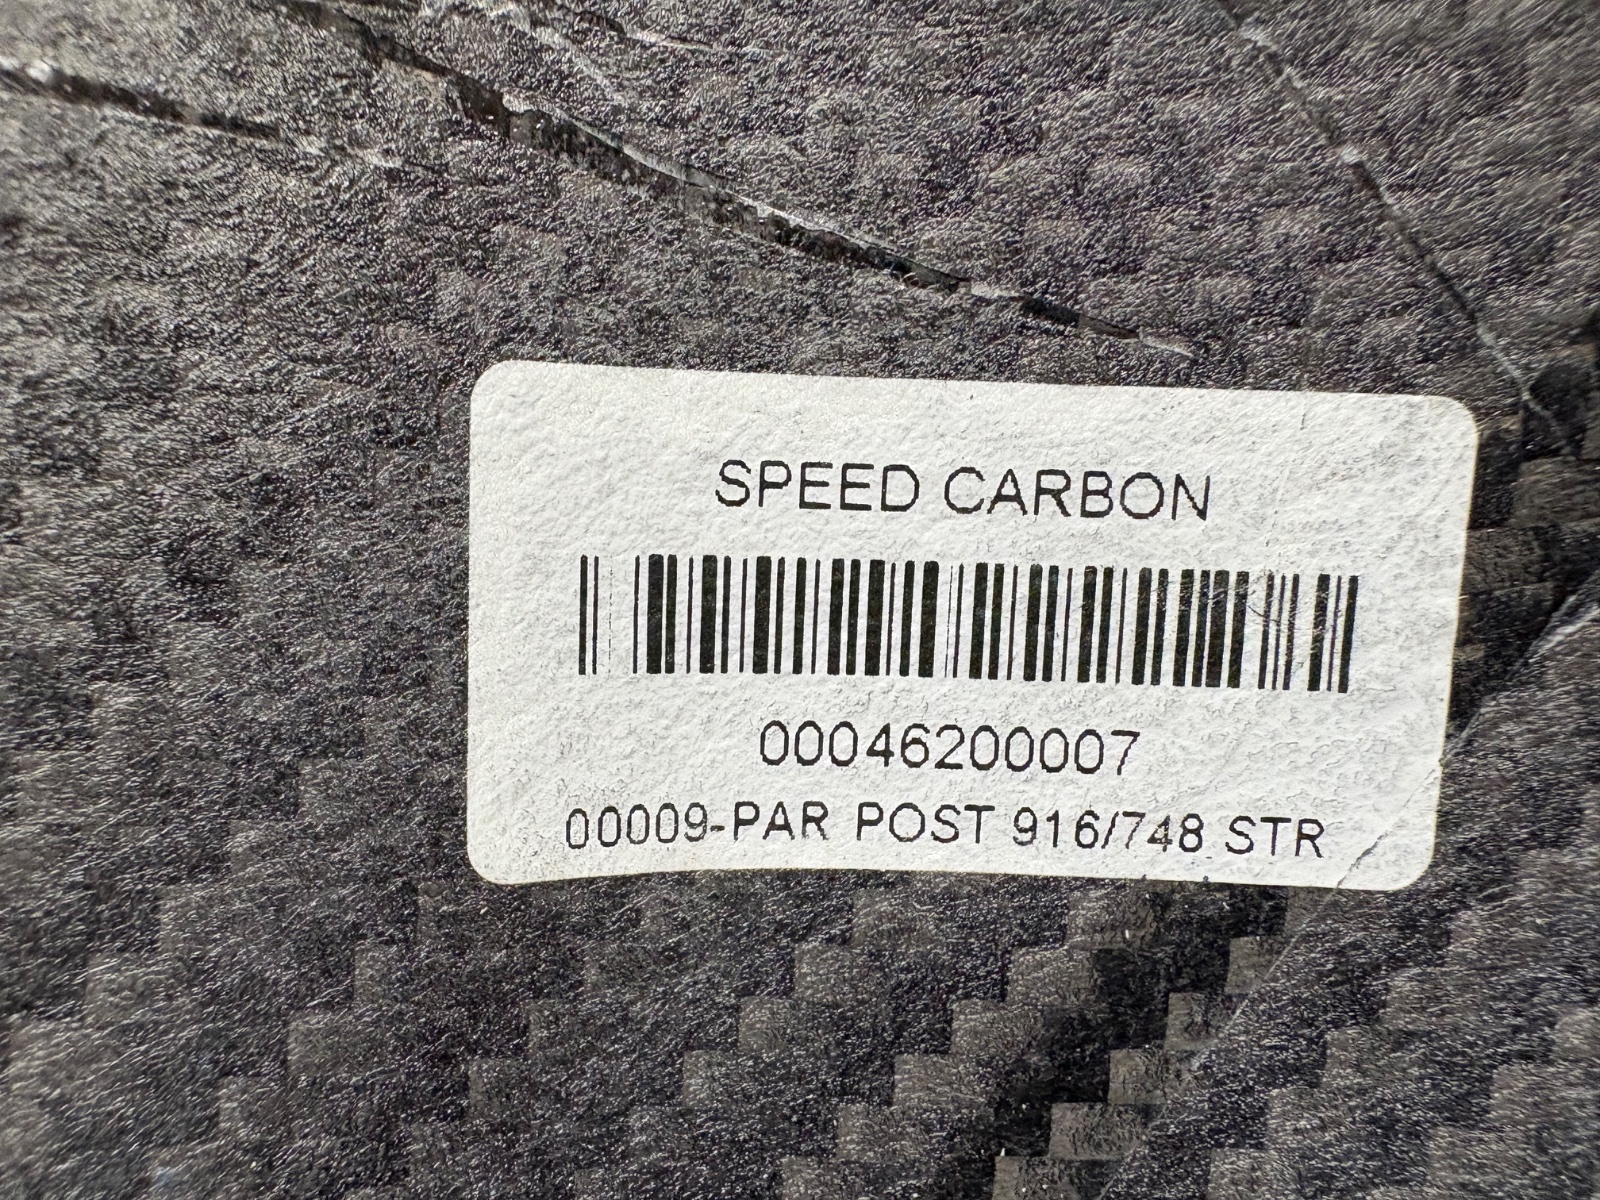 SPEED CARBON
00046200007
00009-PAR POST 916/748 STR